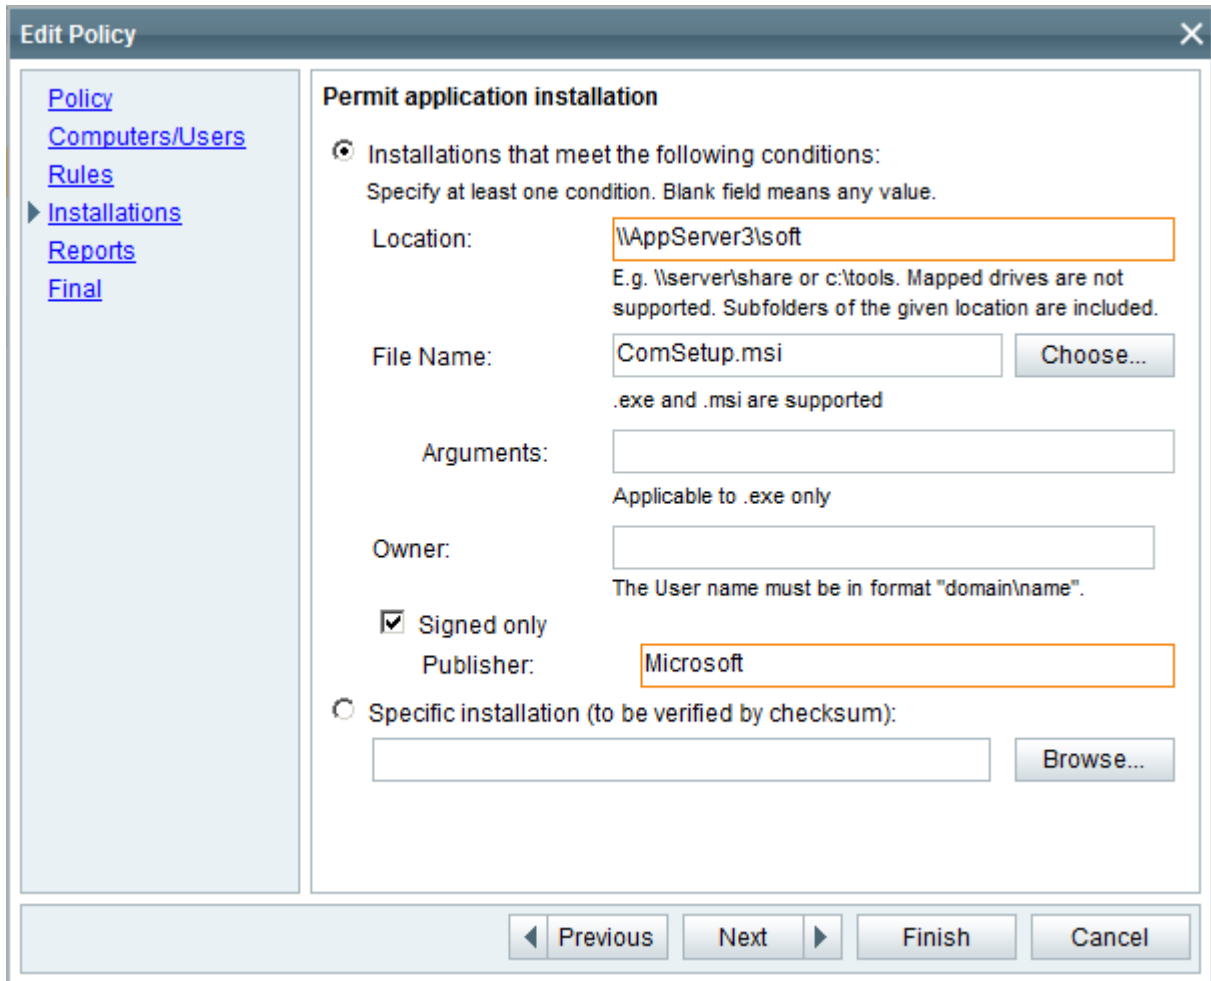 Edit Policy
Policy
Computers/Users
Rules
Installations
Reports
Final
Permit application installation
Installations that meet the following conditions:
Specify at least one condition. Blank field means any value.
Location: \\AppServer3\soft
E.g. \\server\share or c:\tools. Mapped drives are not
supported. Subfolders of the given location are included.
File Name: ComSetup.msi Choose...
.exe and .msi are supported
Arguments:
Applicable to .exe only
Owner:
The User name must be in format "domain\name".
Signed only
Publisher: Microsoft
Specific installation (to be verified by checksum):
Browse...
Previous Next Finish Cancel